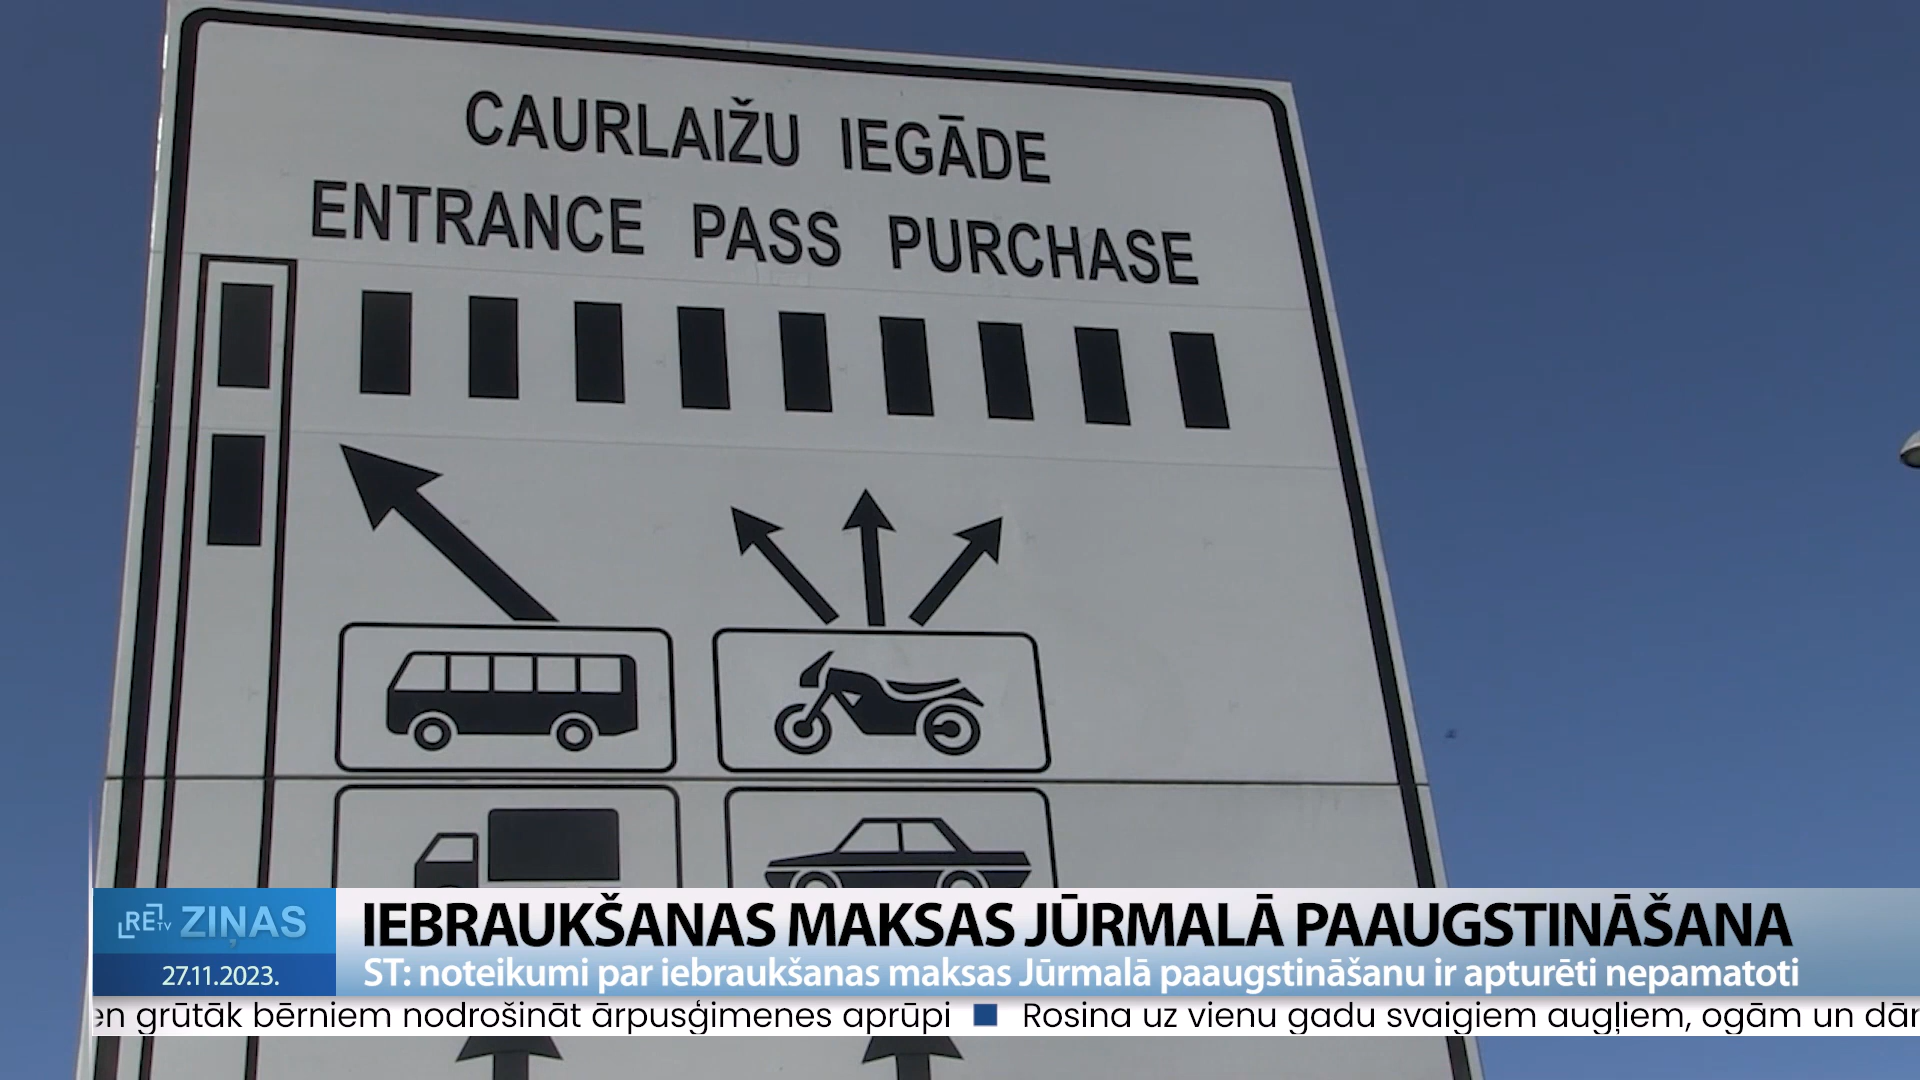 CAURLAIŽU IEGĀDE
ENTRANCE PASS PURCHASE
RE TV ZIŅAS
IEBRAUKŠANAS MAKSAS JŪRMALĀ PAAUGSTINĀŠANA
27.11.2023.
ST: noteikumi par iebraukšanas maksas Jūrmalā paaugstināšanu ir apturēti nepamatoti
en grūtāk bērniem nodrošināt ārpusģimenes aprūpi Rosina uz vienu gadu svaigiem augļiem, ogām un dār